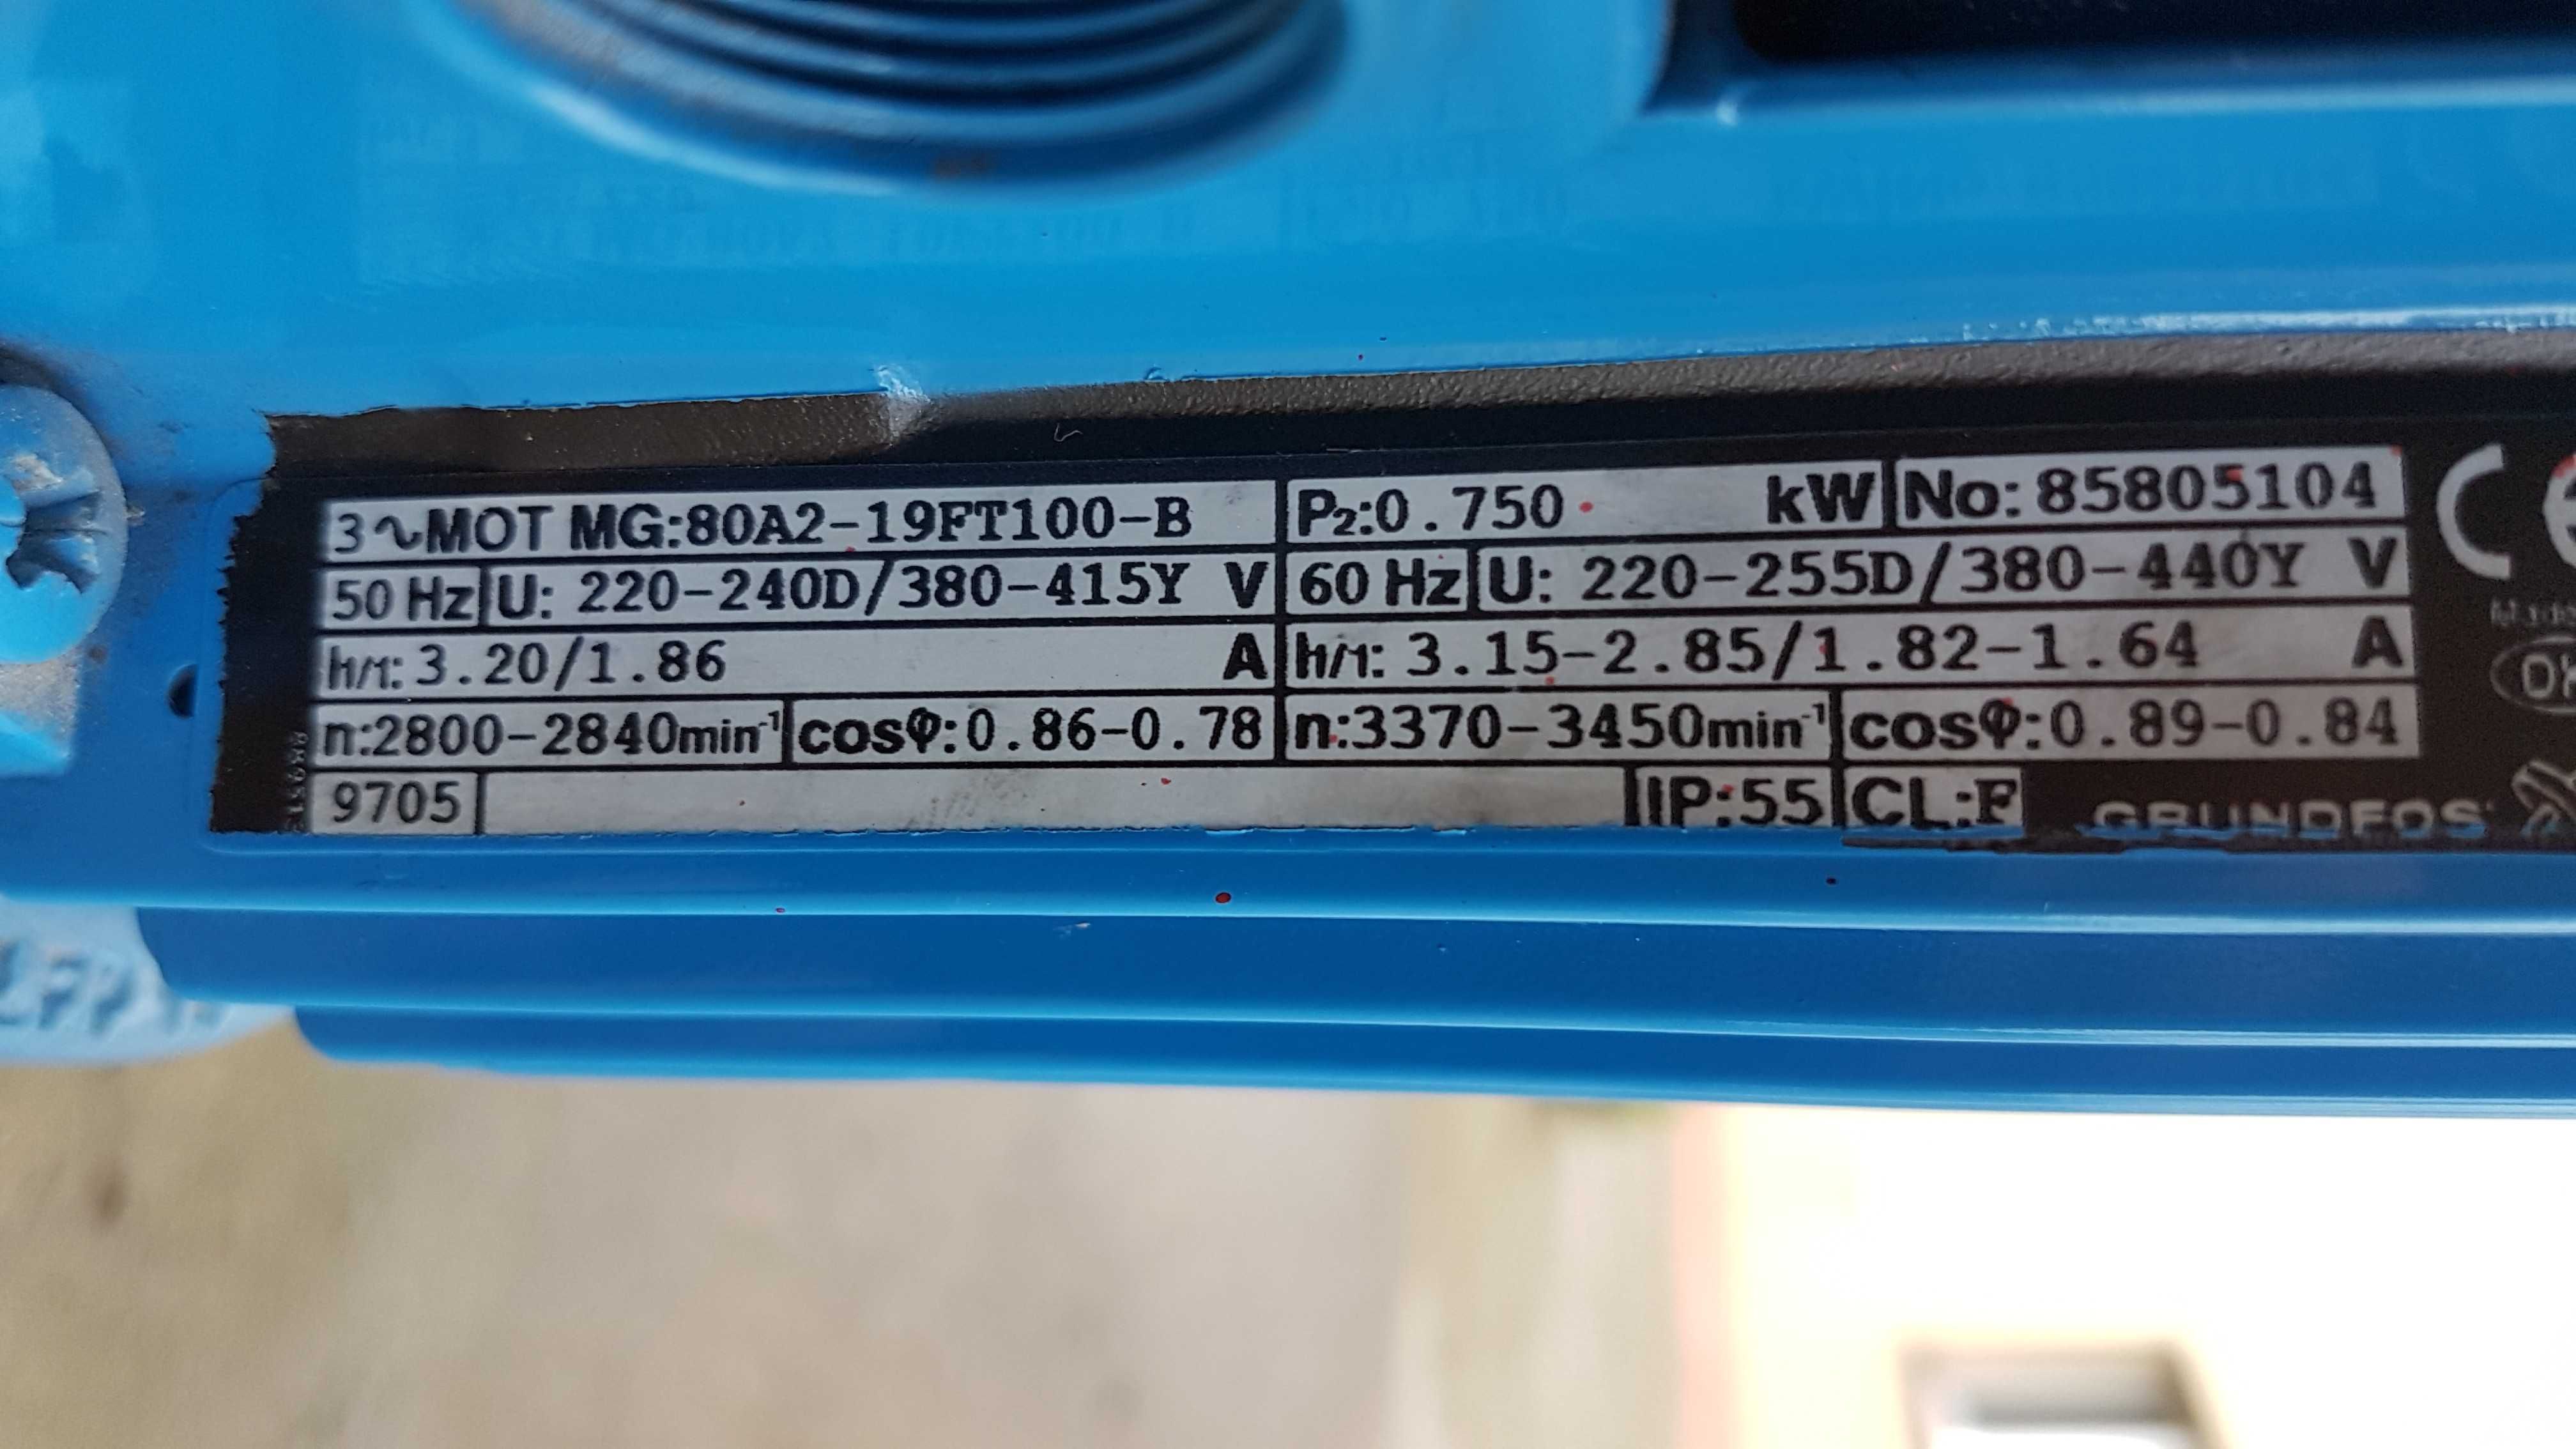 3∿MOT MG:80A2-19FT100-B P₂:0.750 kW No: 85805104
50 Hz U: 220-240D/380-415Y V 60 Hz U: 220-255D/380-440Y V
I₁/₁: 3.20/1.86 A I₁/₁: 3.15-2.85/1.82-1.64 A
n:2800-2840min⁻¹ cosφ:0.86-0.78 n:3370-3450min⁻¹ cosφ:0.89-0.84
9705 IP:55 CL:F
GRUNDFOS